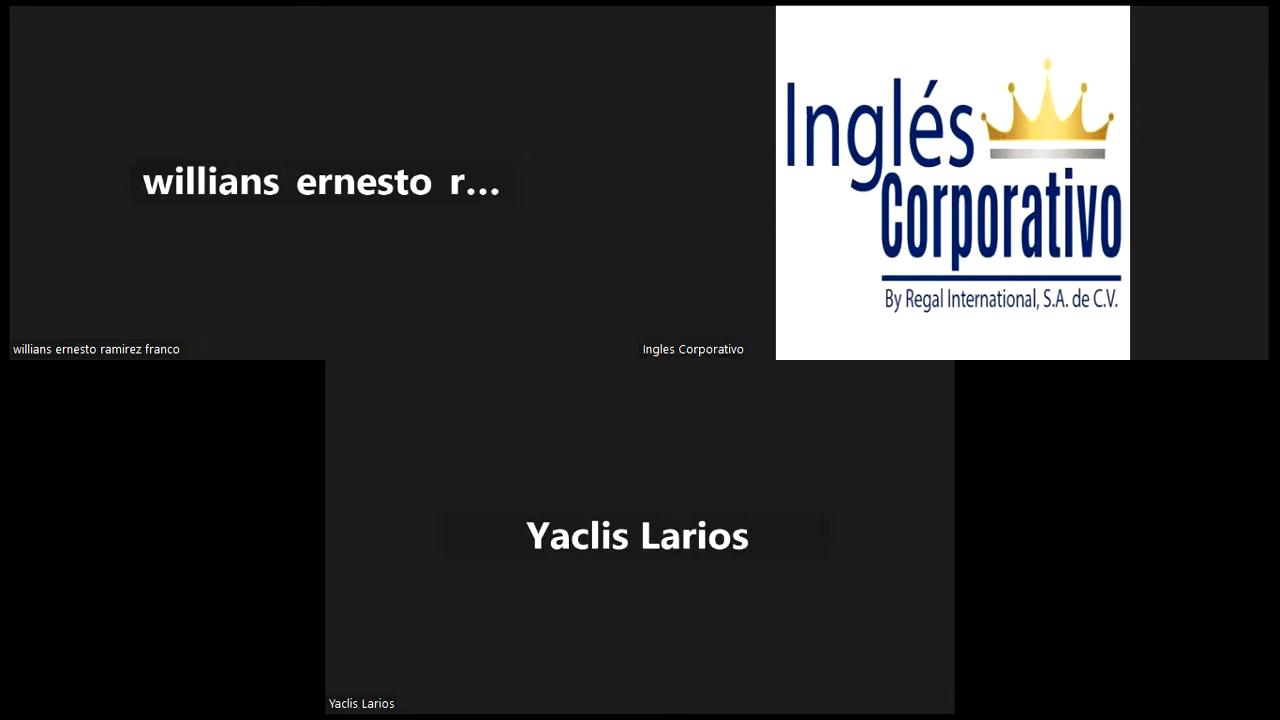 willians ernesto r...
willians ernesto ramirez franco
Inglés
Corporativo
By Regal International, S.A. de C.V.
Ingles Corporativo
Yaclis Larios
Yaclis Larios